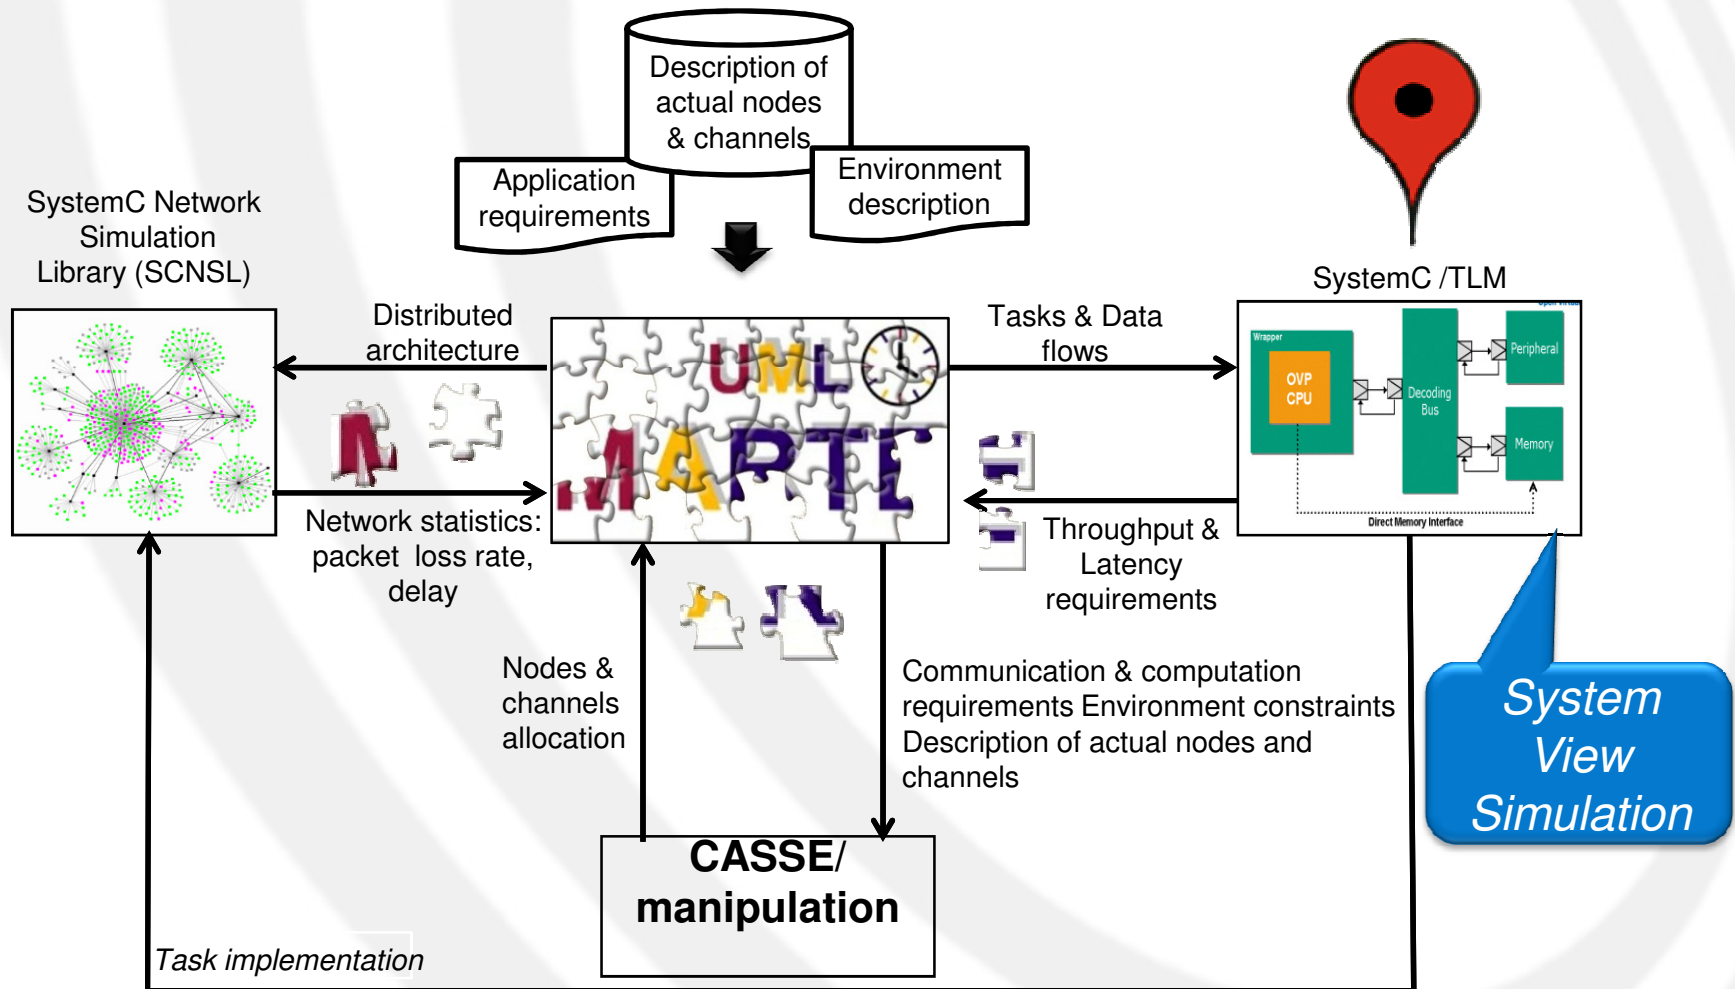 Description of
actual nodes
& channels
Application
requirements
Environment
description
SystemC Network
Simulation
Library (SCNSL)
SystemC /TLM
Distributed
architecture
UML
MARTE
Tasks & Data
flows
Wrapper
OVP
CPU
Decoding
Bus
Peripheral
Memory
Direct Memory Interface
M
Network statistics:
packet loss rate,
delay
Throughput &
Latency
requirements
Nodes &
channels
allocation
Communication & computation
requirements Environment constraints
Description of actual nodes and
channels
System
View
Simulation
CASSE/
manipulation
Task implementation